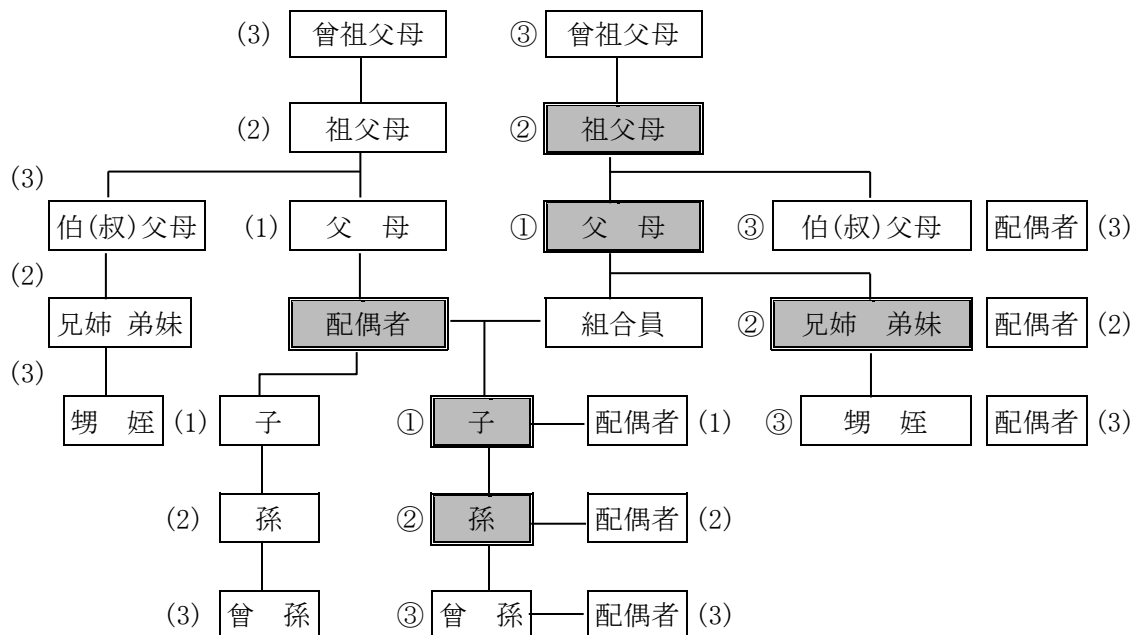 (3) 曾祖父母 ③ 曾祖父母
(2) 祖父母 ② 祖父母
(3)
伯(叔)父母 (1) 父 母 ① 父 母 ③ 伯(叔)父母 配偶者 (3)
(2)
兄姉 弟妹 配偶者 組合員 ② 兄姉 弟妹 配偶者 (2)
(3)
甥 姪 (1) 子 ① 子 配偶者 (1) ③ 甥 姪 配偶者 (3)
(2) 孫 ② 孫 配偶者 (2)
(3) 曾 孫 ③ 曾 孫 配偶者 (3)